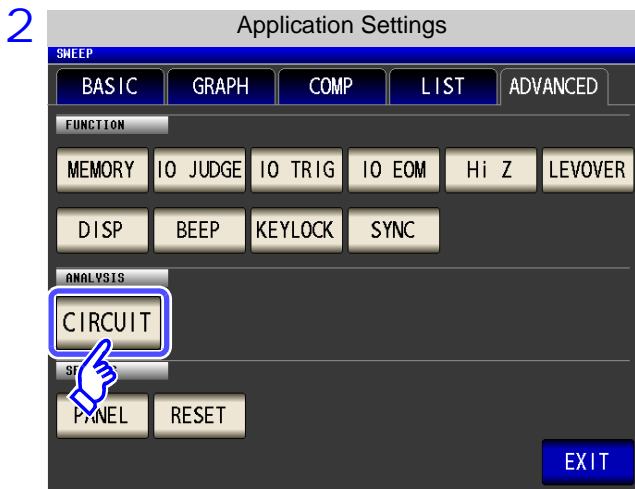 2
Application Settings
SWEEP
BASIC GRAPH COMP LIST ADVANCED
FUNCTION
MEMORY IO JUDGE IO TRIG IO EOM Hi Z LEVOVER
DISP BEEP KEYLOCK SYNC
ANALYSIS
CIRCUIT
PANEL RESET
EXIT